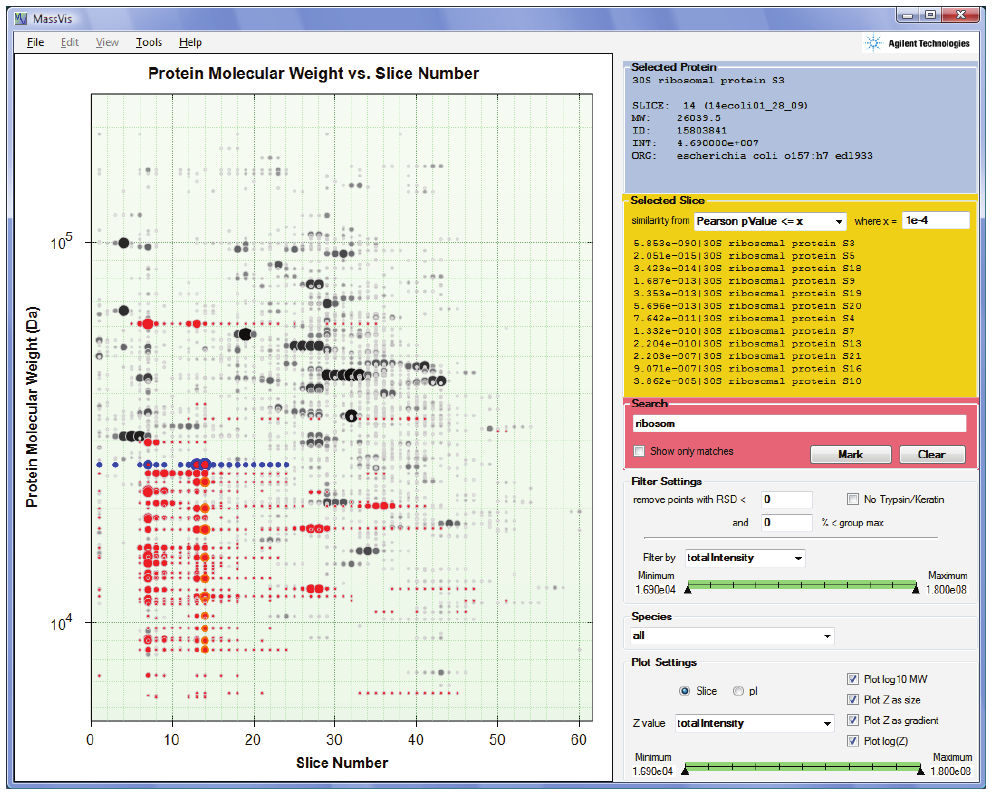 MassVis
File Edit View Tools Help
Agilent Technologies
Protein Molecular Weight vs. Slice Number
Protein Molecular Weight (Da)
10^5
10^4
0 10 20 30 40 50 60
Slice Number
Selected Protein
30S ribosomal protein S3
SLICE: 14 (14ecoli01_28_09)
MW: 26039.5
ID: 15803841
INT: 4.690000e+007
ORG: escherichia coli o157:h7 edl933
Selected Slice
similarity from Pearson pValue <= x where x = 1e-4
5.853e-090|30S ribosomal protein S3
2.051e-015|30S ribosomal protein S5
3.423e-014|30S ribosomal protein S18
1.687e-013|30S ribosomal protein S9
3.353e-013|30S ribosomal protein S19
5.696e-013|30S ribosomal protein S20
7.642e-011|30S ribosomal protein S4
1.332e-010|30S ribosomal protein S7
2.204e-010|30S ribosomal protein S13
2.203e-007|30S ribosomal protein S21
9.071e-007|30S ribosomal protein S16
3.862e-005|30S ribosomal protein S10
Search
ribosom
Show only matches Mark Clear
Filter Settings
remove points with RSD < 0 No Trypsin/Keratin
and 0 % < group max
Filter by totalIntensity
Minimum Maximum
1.690e04 1.800e08
Species
all
Plot Settings
Slice pI
Plot log10 MW
Plot Z as size
Z value totalIntensity
Plot Z as gradient
Plot log(Z)
Minimum Maximum
1.690e04 1.800e08